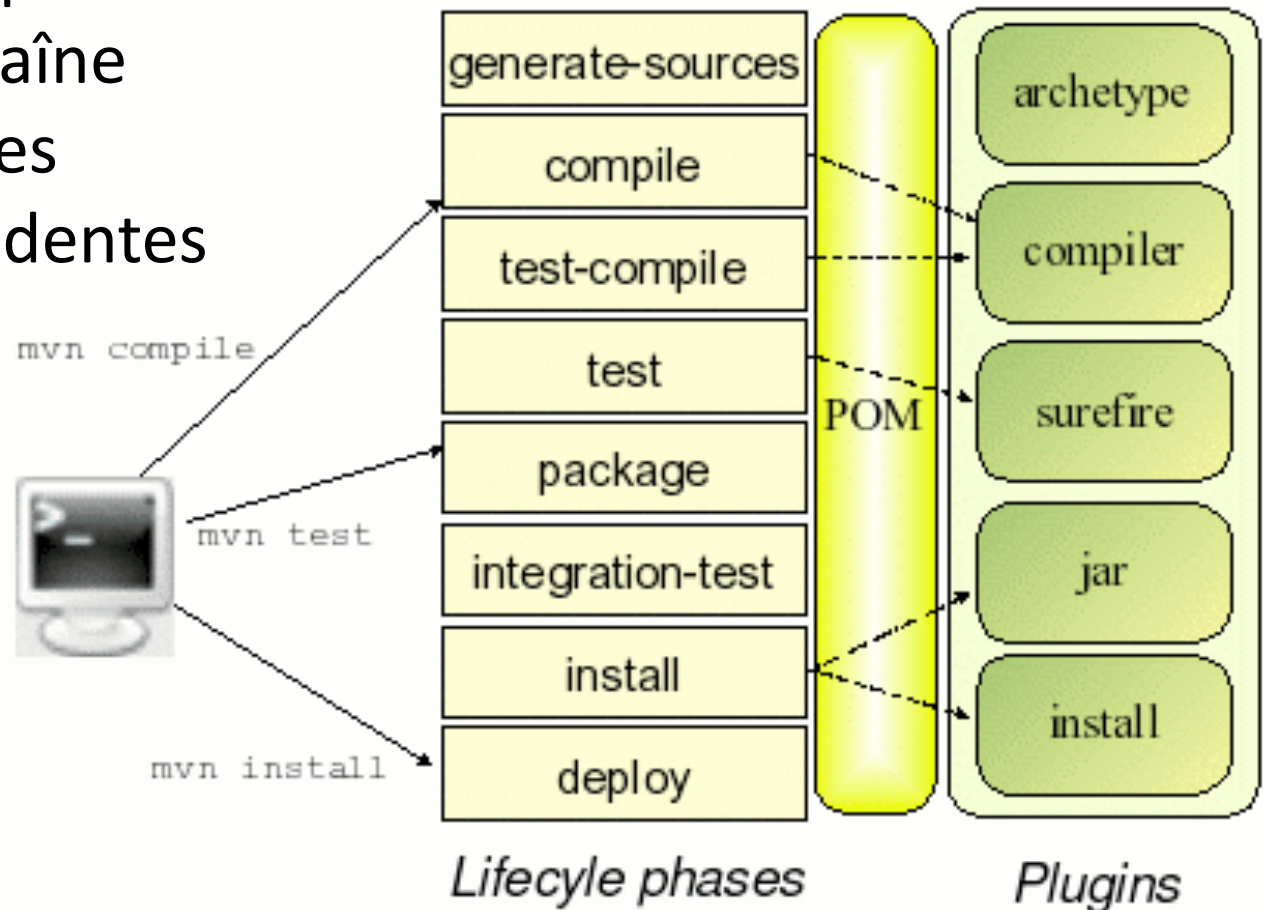 aîne
es
dentes
mvn compile
mvn test
mvn install
generate-sources
compile
test-compile
test
package
integration-test
install
deploy
Lifecyle phases
POM
archetype
compiler
surefire
jar
install
Plugins